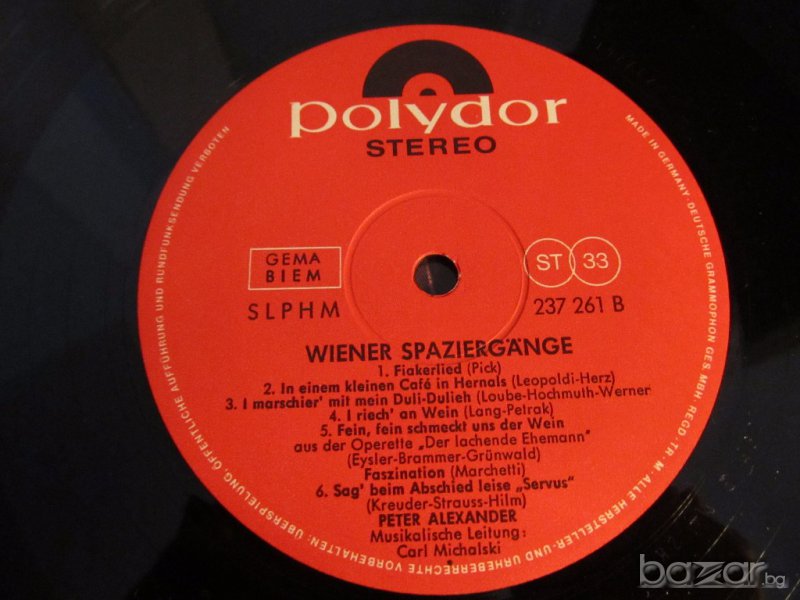 polydor
STEREO
GEMA
BIEM
ST 33
SLPHM
237 261 B
WIENER SPAZIERGÄNGE
1. Fiakerlied (Pick)
2. In einem kleinen Café in Hernals (Leopoldi-Herz)
3. I marschier' mit mein Duli-Dulieh (Loube-Hochmuth-Werner
4. I riech' an Wein (Lang-Petrak)
5. Fein, fein schmeckt uns der Wein
aus der Operette „Der lachende Ehemann"
(Eysler-Brammer-Grünwald)
Faszination (Marchetti)
6. Sag' beim Abschied leise „Servus"
(Kreuder-Strauss-Hilm)
PETER ALEXANDER
Musikalische Leitung:
Carl Michalski
MADE IN GERMANY · DEUTSCHE GRAMMOPHON GES. MBH · REGD · TR · M · ALLE HERSTELLER- UND URHEBERRECHTE VORBEHALTEN · ÜBERSPIELUNG, ÖFFENTLICHE AUFFÜHRUNG UND RUNDFUNKSENDUNG VERBOTEN
bazar.bg